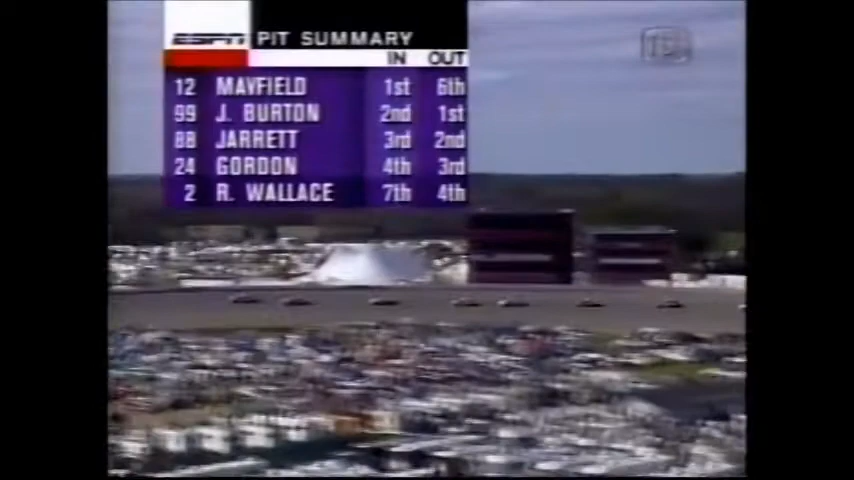 ESPN PIT SUMMARY
IN OUT
12 MAYFIELD 1st 6th
99 J. BURTON 2nd 1st
88 JARRETT 3rd 2nd
24 GORDON 4th 3rd
2 R. WALLACE 7th 4th